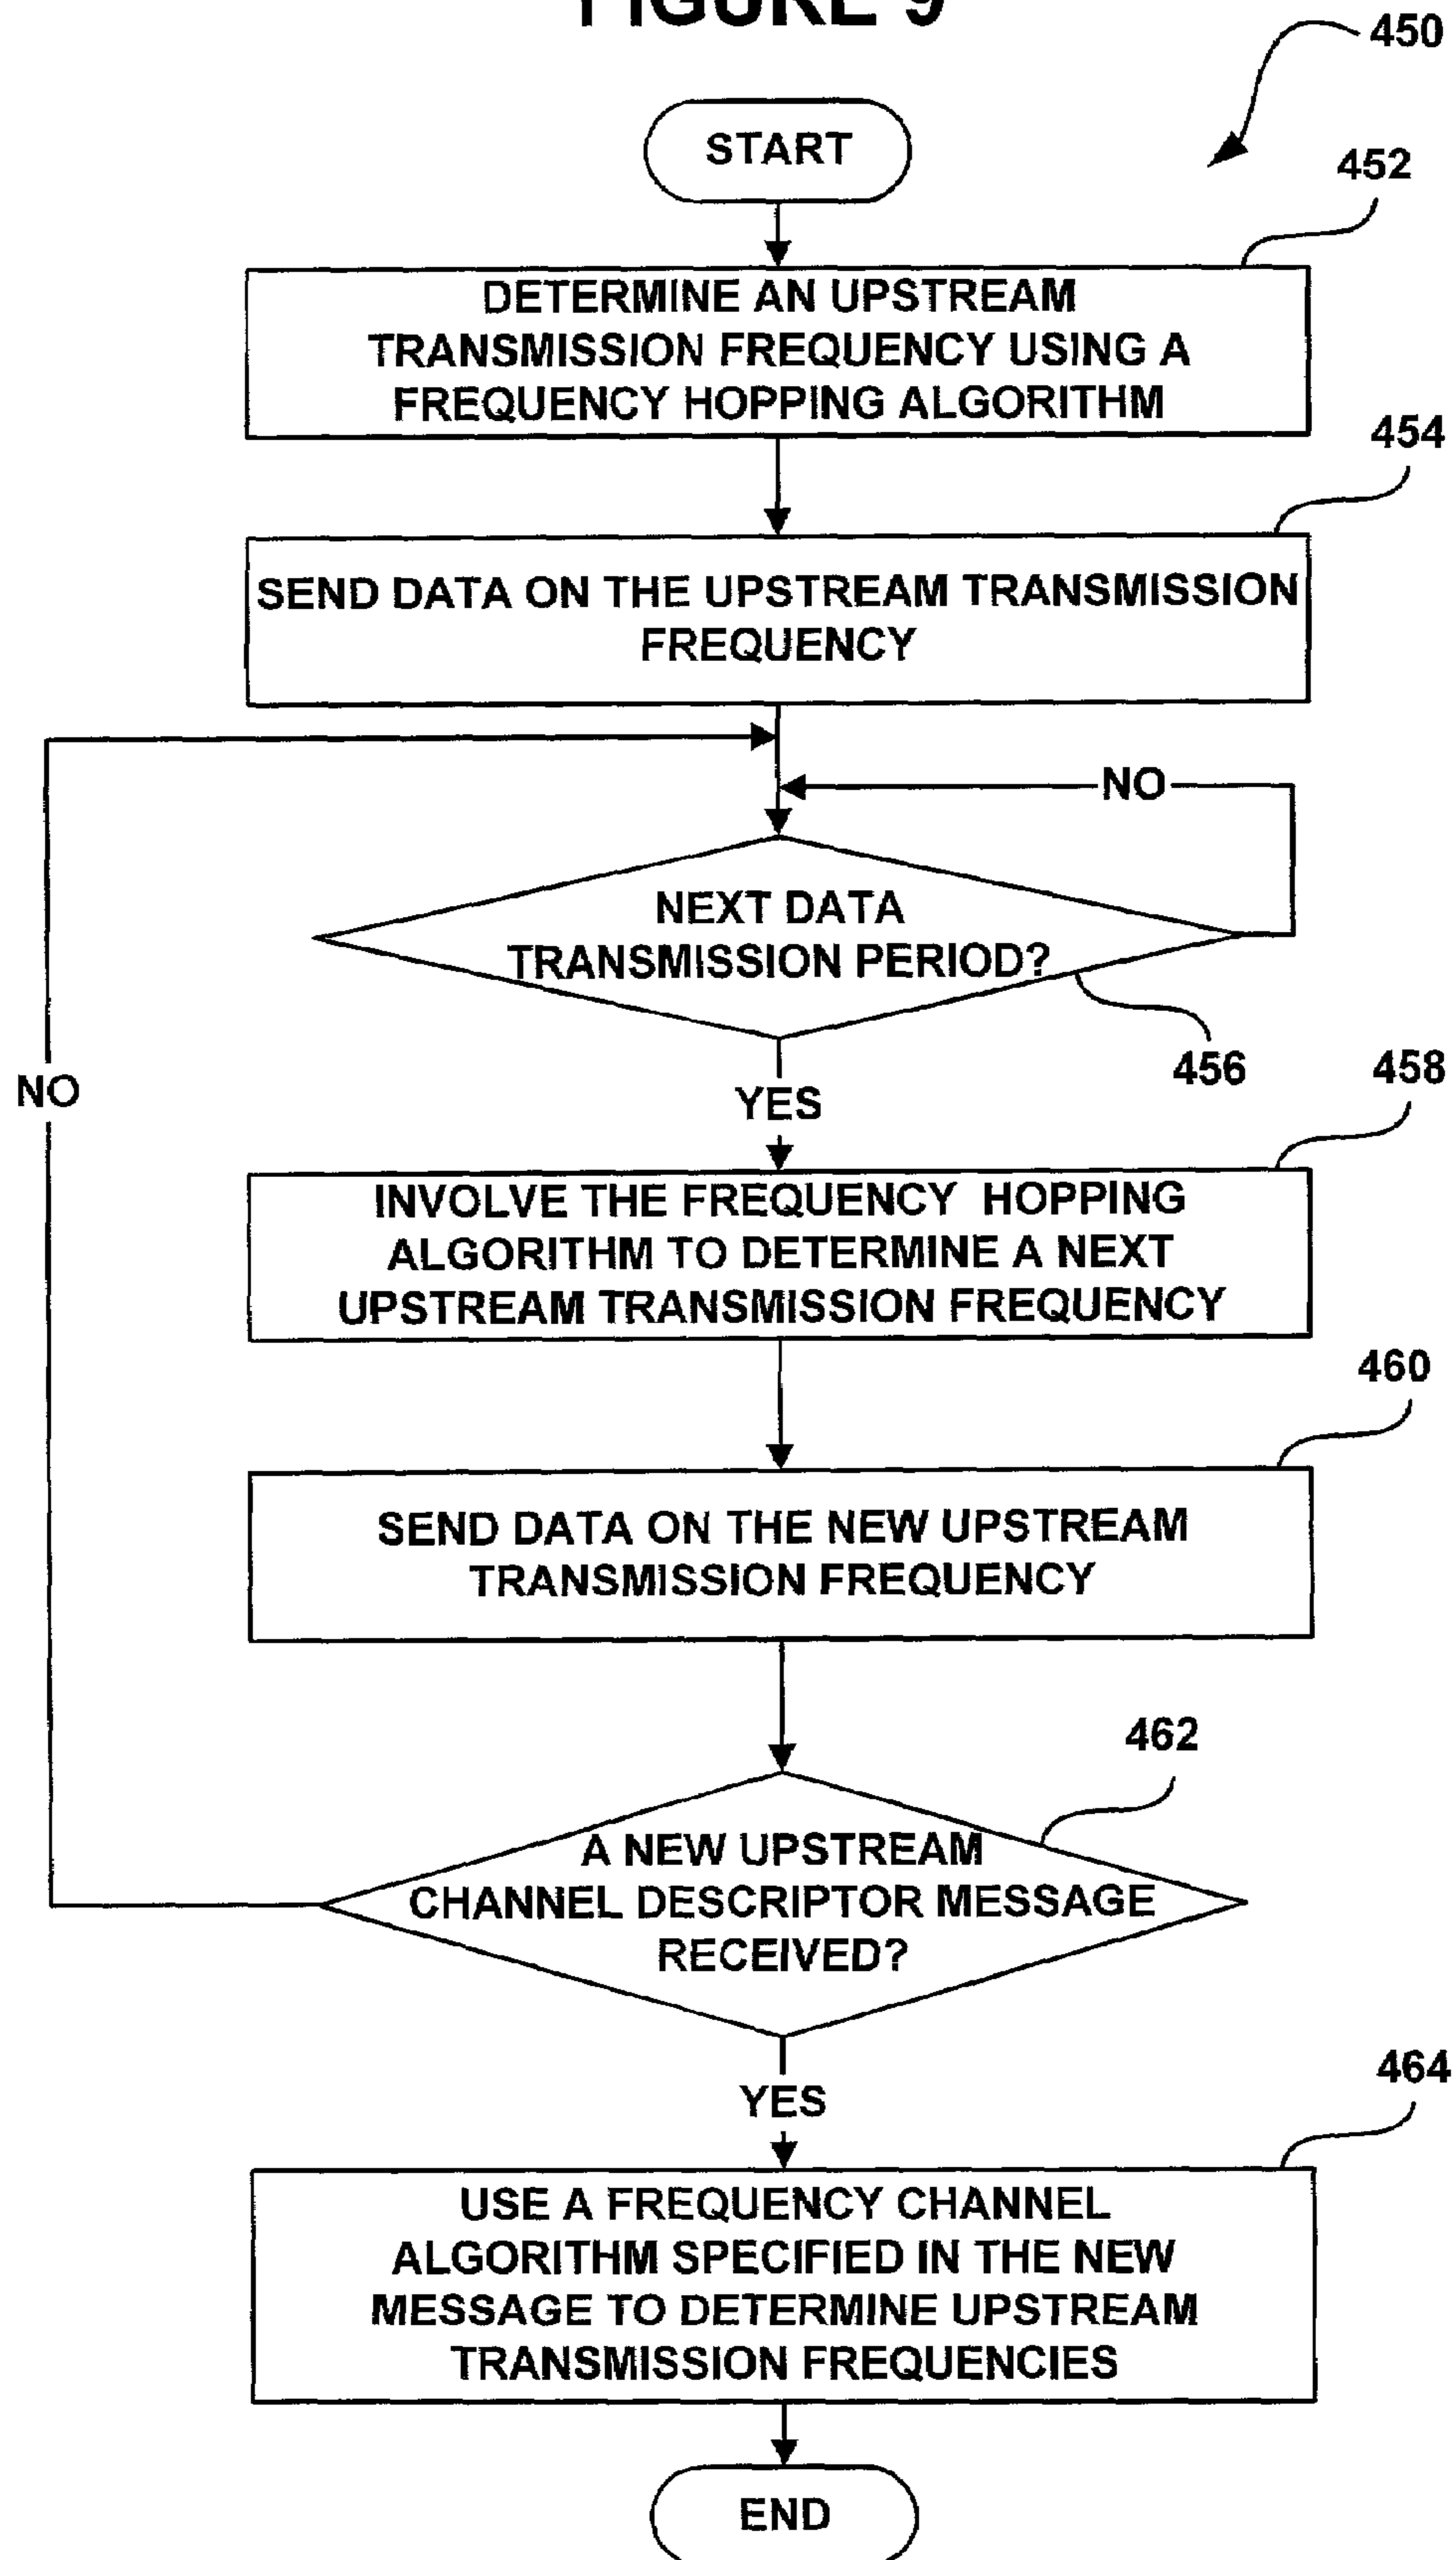 FIGURE 9
450
START
452
DETERMINE AN UPSTREAM
TRANSMISSION FREQUENCY USING A
FREQUENCY HOPPING ALGORITHM
454
SEND DATA ON THE UPSTREAM TRANSMISSION
FREQUENCY
NO
NEXT DATA
TRANSMISSION PERIOD?
456
NO
YES
458
INVOLVE THE FREQUENCY HOPPING
ALGORITHM TO DETERMINE A NEXT
UPSTREAM TRANSMISSION FREQUENCY
460
SEND DATA ON THE NEW UPSTREAM
TRANSMISSION FREQUENCY
462
A NEW UPSTREAM
CHANNEL DESCRIPTOR MESSAGE
RECEIVED?
YES
464
USE A FREQUENCY CHANNEL
ALGORITHM SPECIFIED IN THE NEW
MESSAGE TO DETERMINE UPSTREAM
TRANSMISSION FREQUENCIES
END